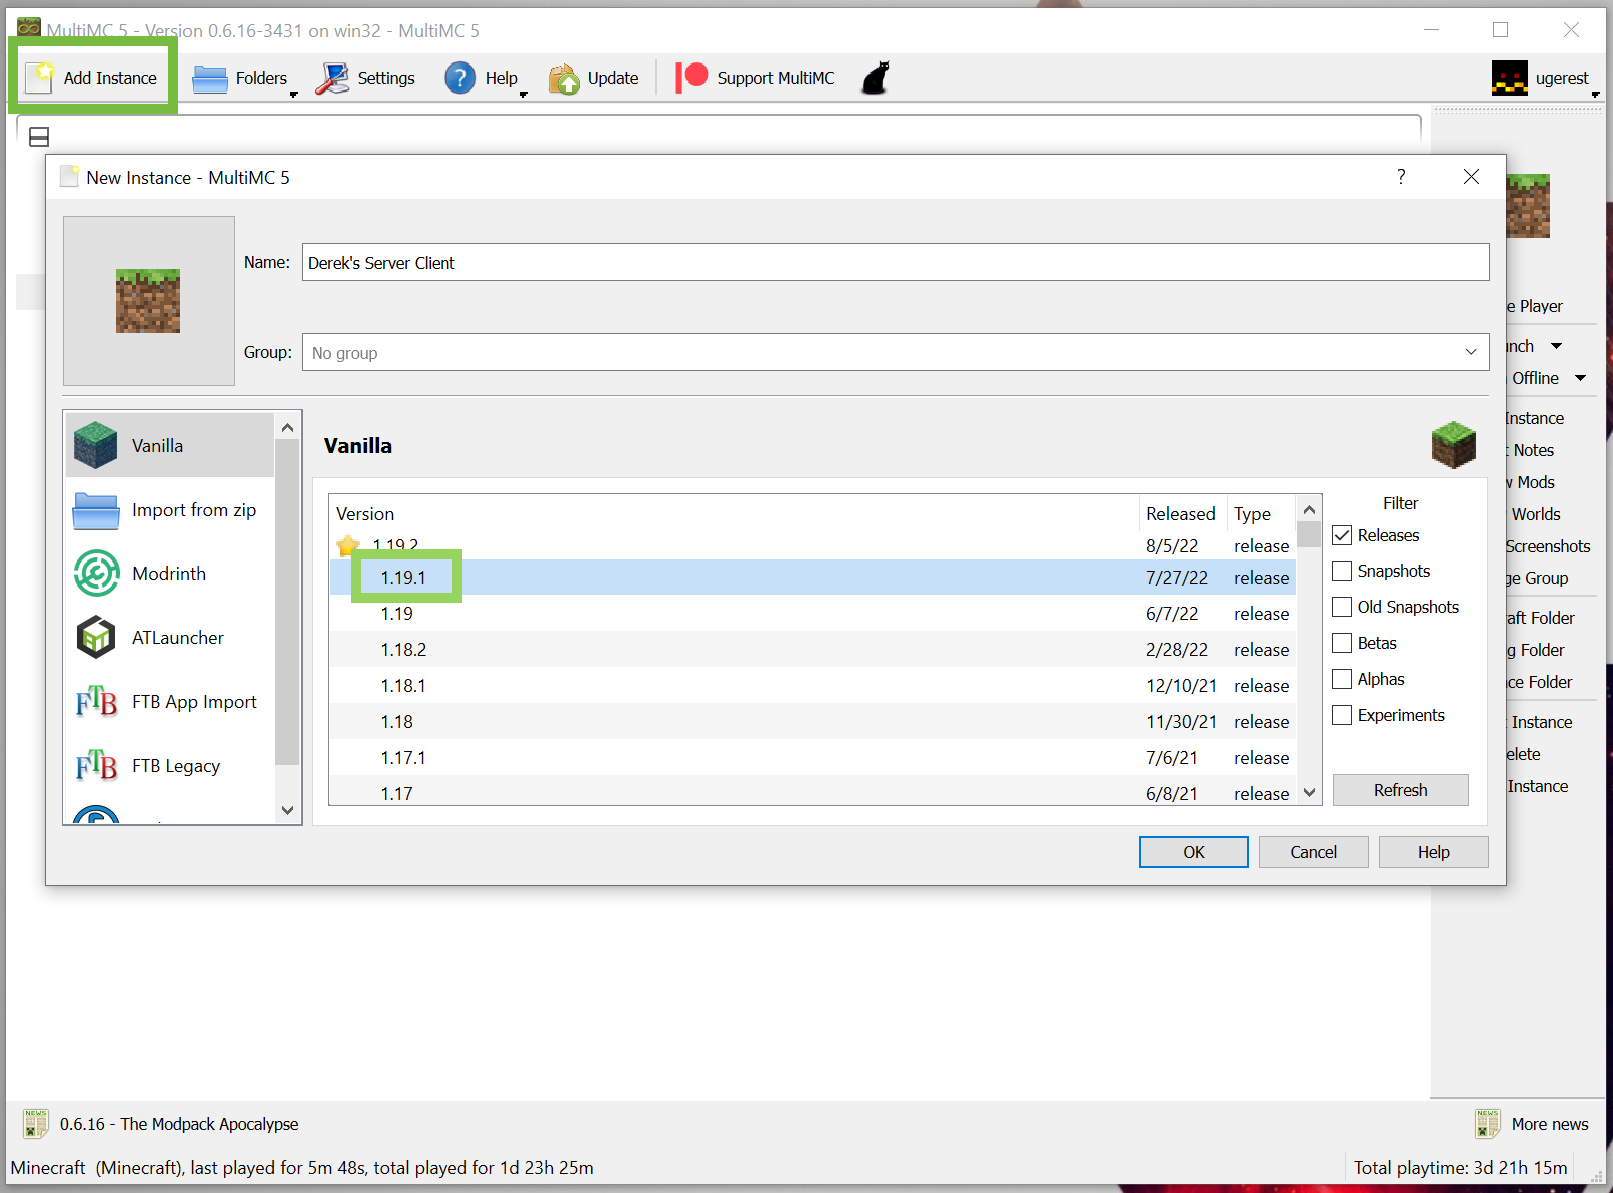 MultiMC 5 - Version 0.6.16-3431 on win32 - MultiMC 5
Add Instance Folders Settings Help Update Support MultiMC ugerest
New Instance - MultiMC 5 ?
Name: Derek's Server Client
e Player
Group: No group
Offline
Instance
Vanilla
Vanilla
Notes
Mods
Import from zip
Modrinth
ATLauncher
FTB App Import
FTB Legacy
Version Released Type
1.19.2 8/5/22 release
1.19.1 7/27/22 release
1.19 6/7/22 release
1.18.2 2/28/22 release
1.18.1 12/10/21 release
1.18 11/30/21 release
1.17.1 7/6/21 release
1.17 6/8/21 release
Filter
Releases
Snapshots
Old Snapshots
Betas
Alphas
Experiments
Refresh
Worlds
Screenshots
ge Group
aft Folder
g Folder
ce Folder
Instance
elete
Instance
OK Cancel Help
NEWS 0.6.16 - The Modpack Apocalypse NEWS More news
Minecraft (Minecraft), last played for 5m 48s, total played for 1d 23h 25m Total playtime: 3d 21h 15m